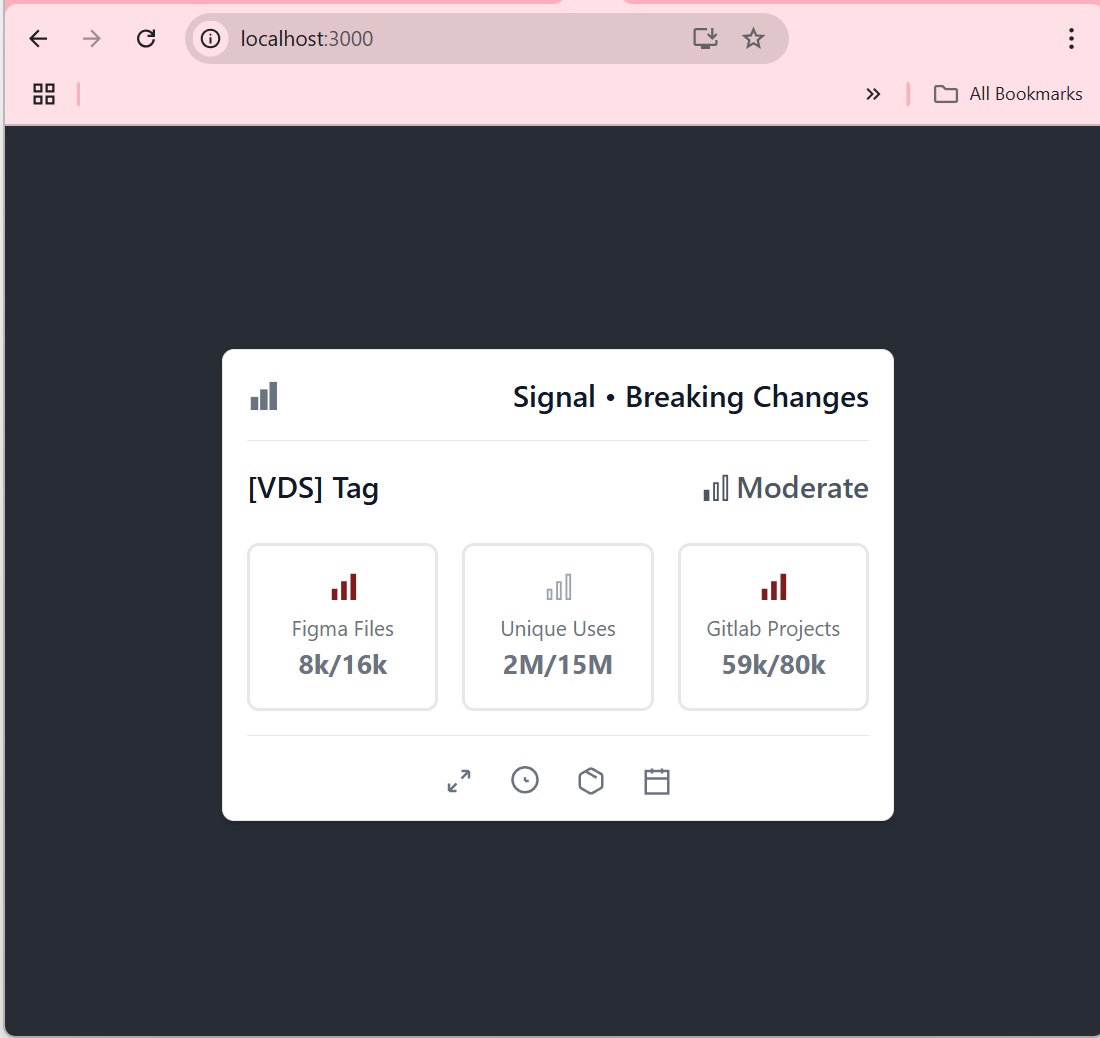 localhost:3000
All Bookmarks
Signal • Breaking Changes
[VDS] Tag
Moderate
Figma Files
8k/16k
Unique Uses
2M/15M
Gitlab Projects
59k/80k